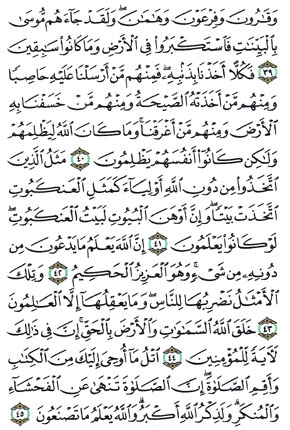 وَقَـٰرُونَ وَفِرْعَوْنَ وَهَـٰمَـٰنَ ۖ وَلَقَدْ جَآءَهُم مُّوسَىٰ
بِٱلْبَيِّنَـٰتِ فَٱسْتَكْبَرُوا۟ فِى ٱلْأَرْضِ وَمَا كَانُوا۟ سَـٰبِقِينَ
٣٩ فَكُلًّا أَخَذْنَا بِذَنۢبِهِۦ ۖ فَمِنْهُم مَّنْ أَرْسَلْنَا عَلَيْهِ حَاصِبًا
وَمِنْهُم مَّنْ أَخَذَتْهُ ٱلصَّيْحَةُ وَمِنْهُم مَّنْ خَسَفْنَا بِهِ
ٱلْأَرْضَ وَمِنْهُم مَّنْ أَغْرَقْنَا ۚ وَمَا كَانَ ٱللَّهُ لِيَظْلِمَهُمْ
وَلَـٰكِن كَانُوٓا۟ أَنفُسَهُمْ يَظْلِمُونَ ٤٠ مَثَلُ ٱلَّذِينَ
ٱتَّخَذُوا۟ مِن دُونِ ٱللَّهِ أَوْلِيَآءَ كَمَثَلِ ٱلْعَنكَبُوتِ
ٱتَّخَذَتْ بَيْتًا ۖ وَإِنَّ أَوْهَنَ ٱلْبُيُوتِ لَبَيْتُ ٱلْعَنكَبُوتِ ۖ
لَوْ كَانُوا۟ يَعْلَمُونَ ٤١ إِنَّ ٱللَّهَ يَعْلَمُ مَا يَدْعُونَ مِن
دُونِهِۦ مِن شَىْءٍ ۚ وَهُوَ ٱلْعَزِيزُ ٱلْحَكِيمُ ٤٢ وَتِلْكَ
ٱلْأَمْثَـٰلُ نَضْرِبُهَا لِلنَّاسِ ۖ وَمَا يَعْقِلُهَآ إِلَّا ٱلْعَـٰلِمُونَ
٤٣ خَلَقَ ٱللَّهُ ٱلسَّمَـٰوَٰتِ وَٱلْأَرْضَ بِٱلْحَقِّ ۚ إِنَّ فِى ذَٰلِكَ
لَـَٔايَةً لِّلْمُؤْمِنِينَ ٤٤ ٱتْلُ مَآ أُوحِىَ إِلَيْكَ مِنَ ٱلْكِتَـٰبِ
وَأَقِمِ ٱلصَّلَوٰةَ ۖ إِنَّ ٱلصَّلَوٰةَ تَنْهَىٰ عَنِ ٱلْفَحْشَآءِ
وَٱلْمُنكَرِ ۗ وَلَذِكْرُ ٱللَّهِ أَكْبَرُ ۗ وَٱللَّهُ يَعْلَمُ مَا تَصْنَعُونَ ٤٥